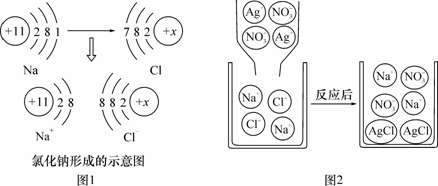 +11 2 8 1
7 8 2 +x
Na
Cl
+11 2 8
8 8 2 +x
Na⁺
Cl⁻
氯化钠形成的示意图
图1
Ag⁺ NO₃⁻
NO₃⁻ Ag⁺
Na⁺ Cl⁻
Cl⁻ Na⁺
反应后
Na⁺ NO₃⁻
NO₃⁻ Na⁺
AgCl AgCl
图2